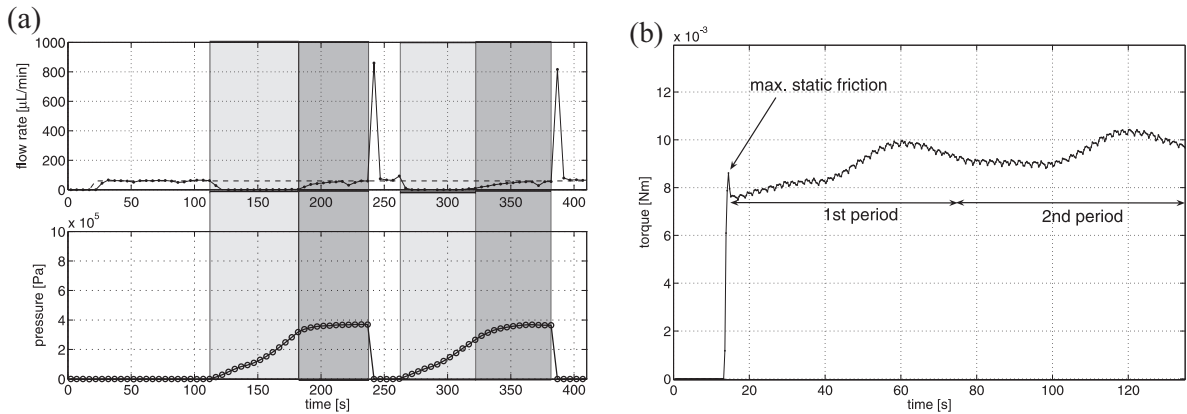 (a)
1000
800
600
400
200
0
flow rate [μL/min]
0 50 100 150 200 250 300 350 400
x 10^5
10
8
6
4
2
0
pressure [Pa]
0 50 100 150 200 250 300 350 400
time [s]
(b)
x 10^-3
12
10
8
6
4
2
0
torque [Nm]
max. static friction
1st period
2nd period
0 20 40 60 80 100 120
time [s]